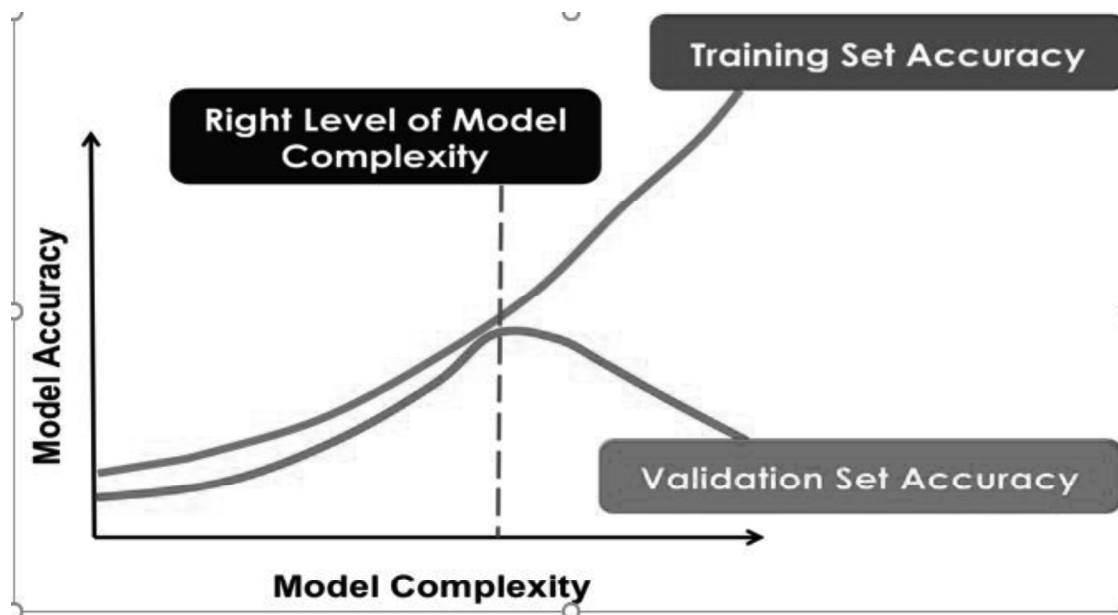 Training Set Accuracy
Right Level of Model
Complexity
Model Accuracy
Validation Set Accuracy
Model Complexity